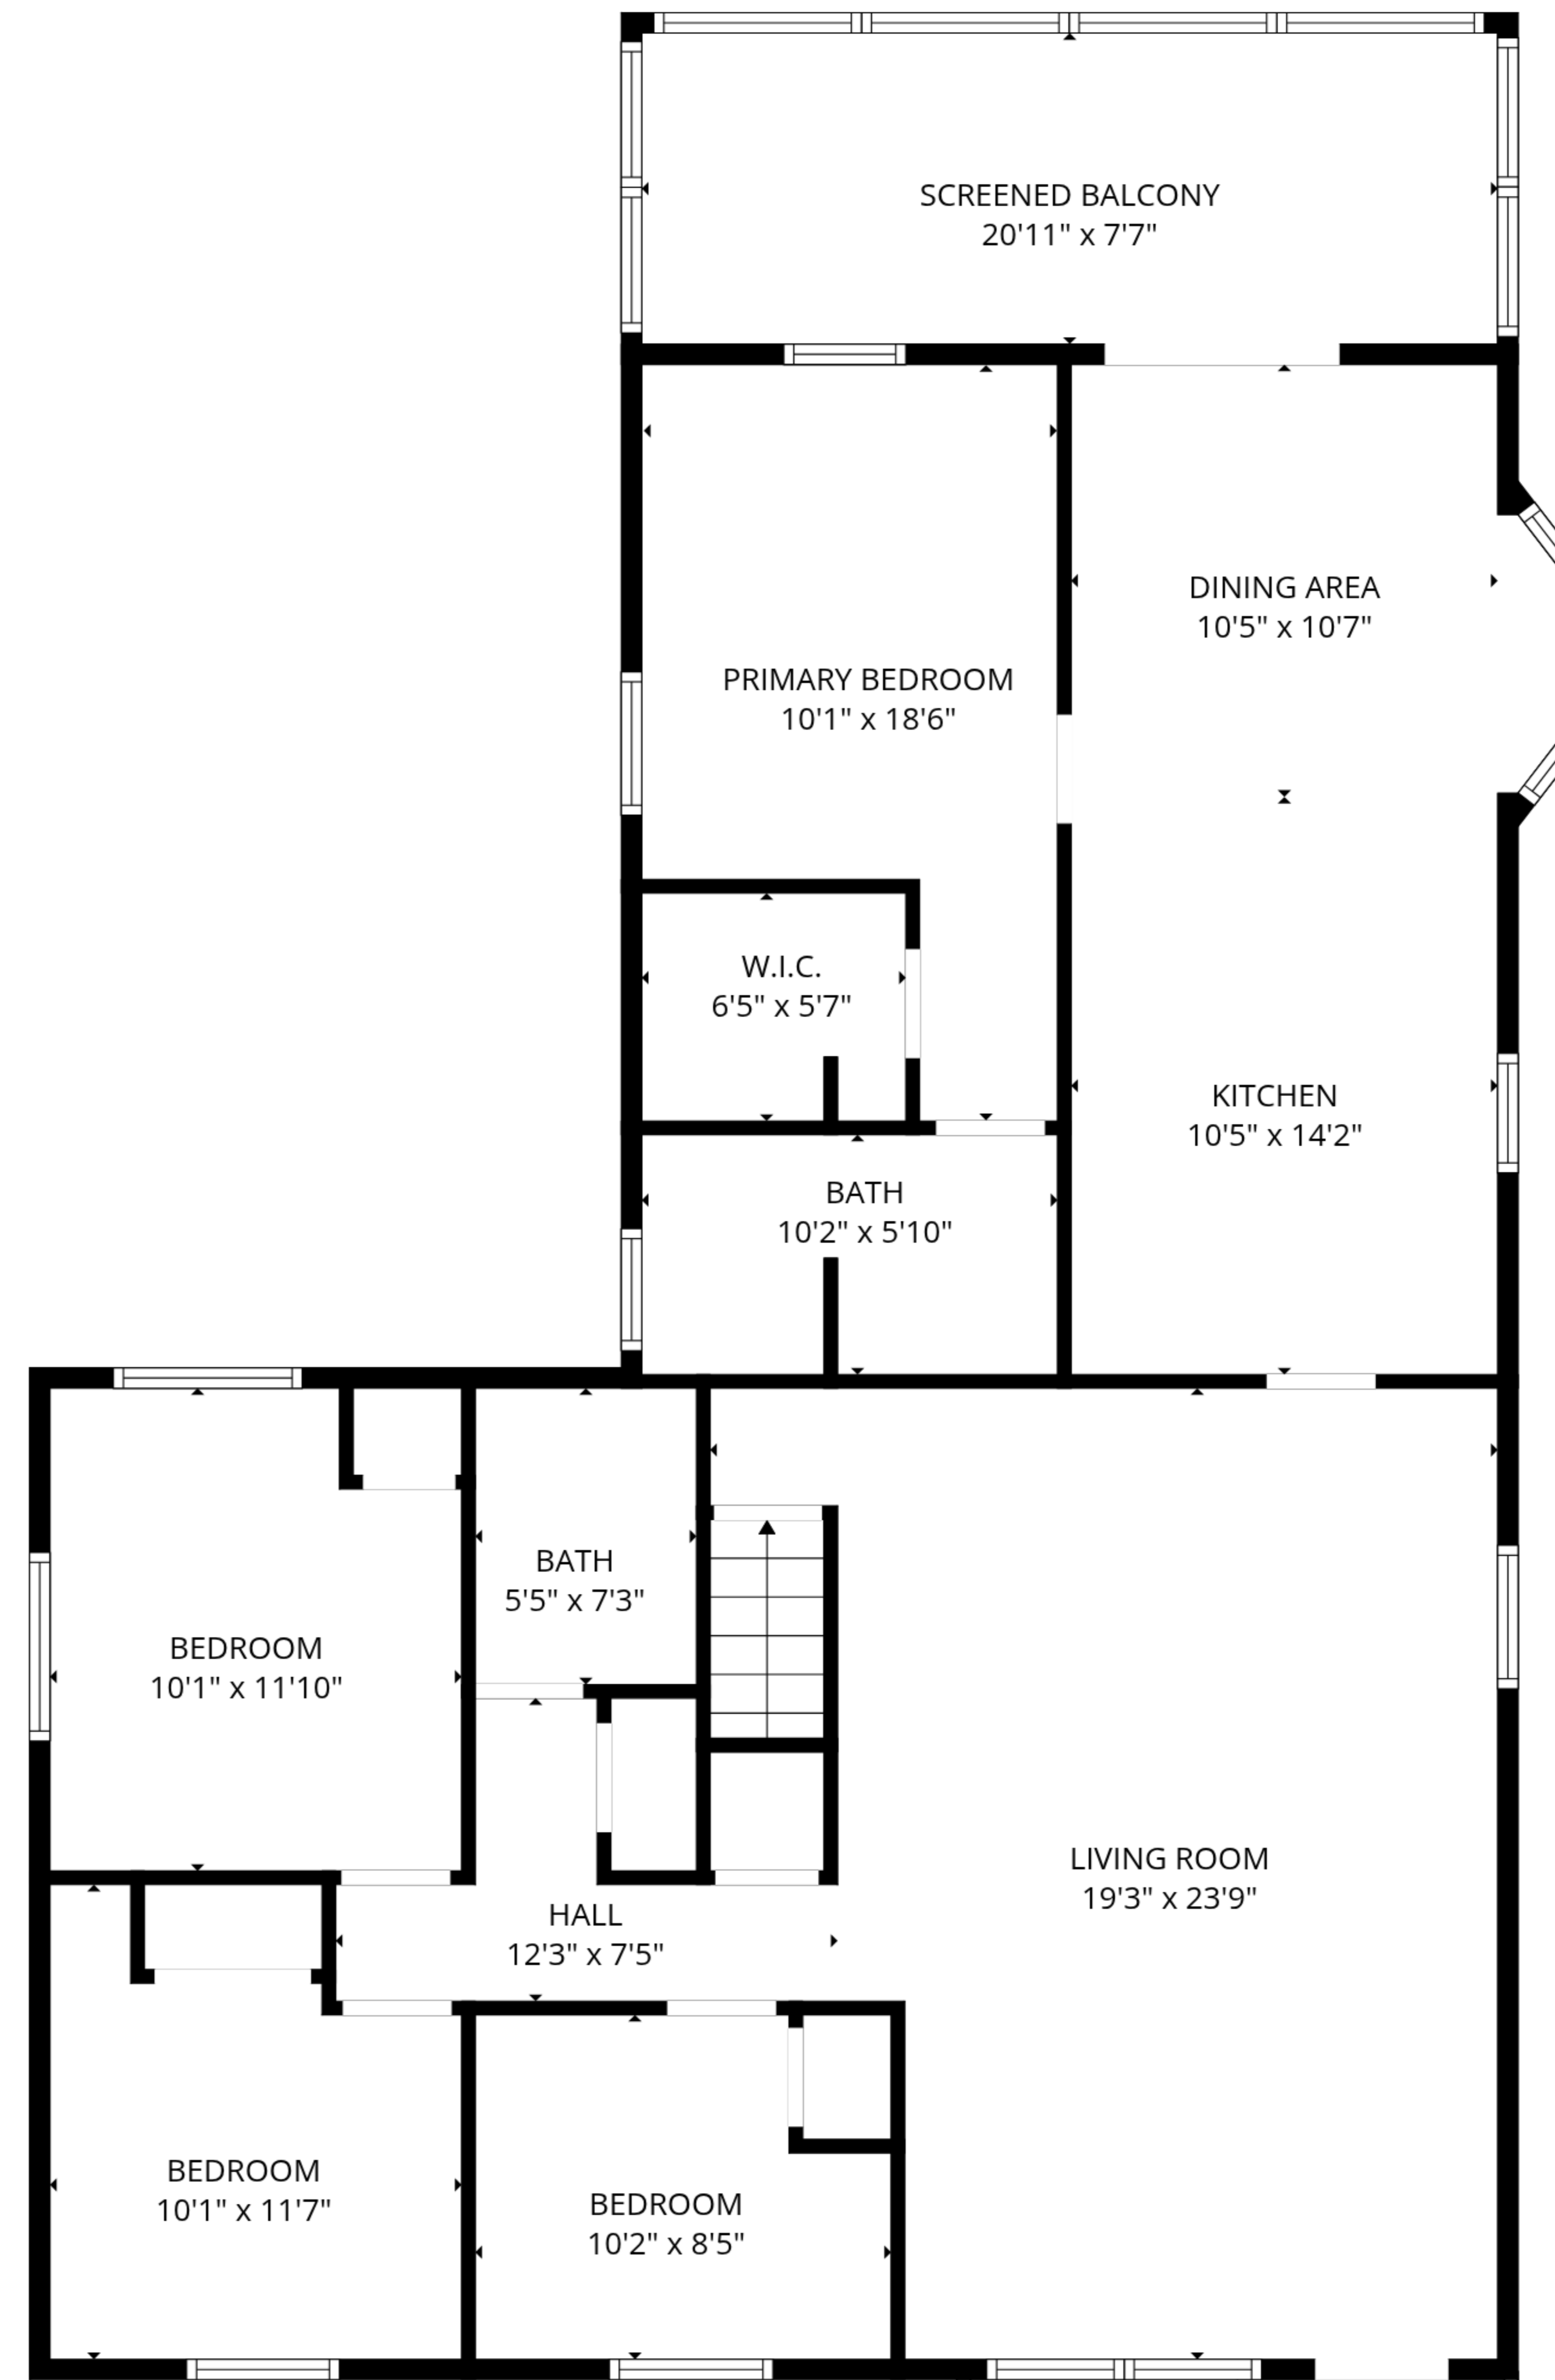 SCREENED BALCONY
20'11" x 7'7"
DINING AREA
10'5" x 10'7"
PRIMARY BEDROOM
10'1" x 18'6"
W.I.C.
6'5" x 5'7"
KITCHEN
10'5" x 14'2"
BATH
10'2" x 5'10"
BATH
5'5" x 7'3"
BEDROOM
10'1" x 11'10"
LIVING ROOM
19'3" x 23'9"
HALL
12'3" x 7'5"
BEDROOM
10'1" x 11'7"
BEDROOM
10'2" x 8'5"